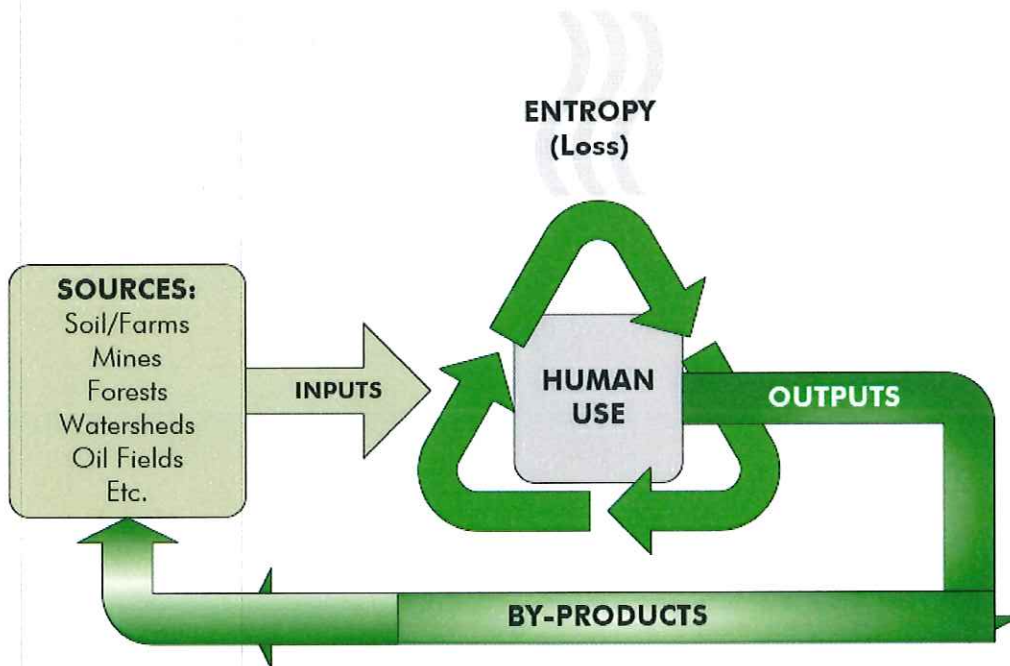 ENTROPY
(Loss)
SOURCES:
Soil/Farms
Mines
Forests
Watersheds
Oil Fields
Etc.
INPUTS
HUMAN
USE
OUTPUTS
BY-PRODUCTS